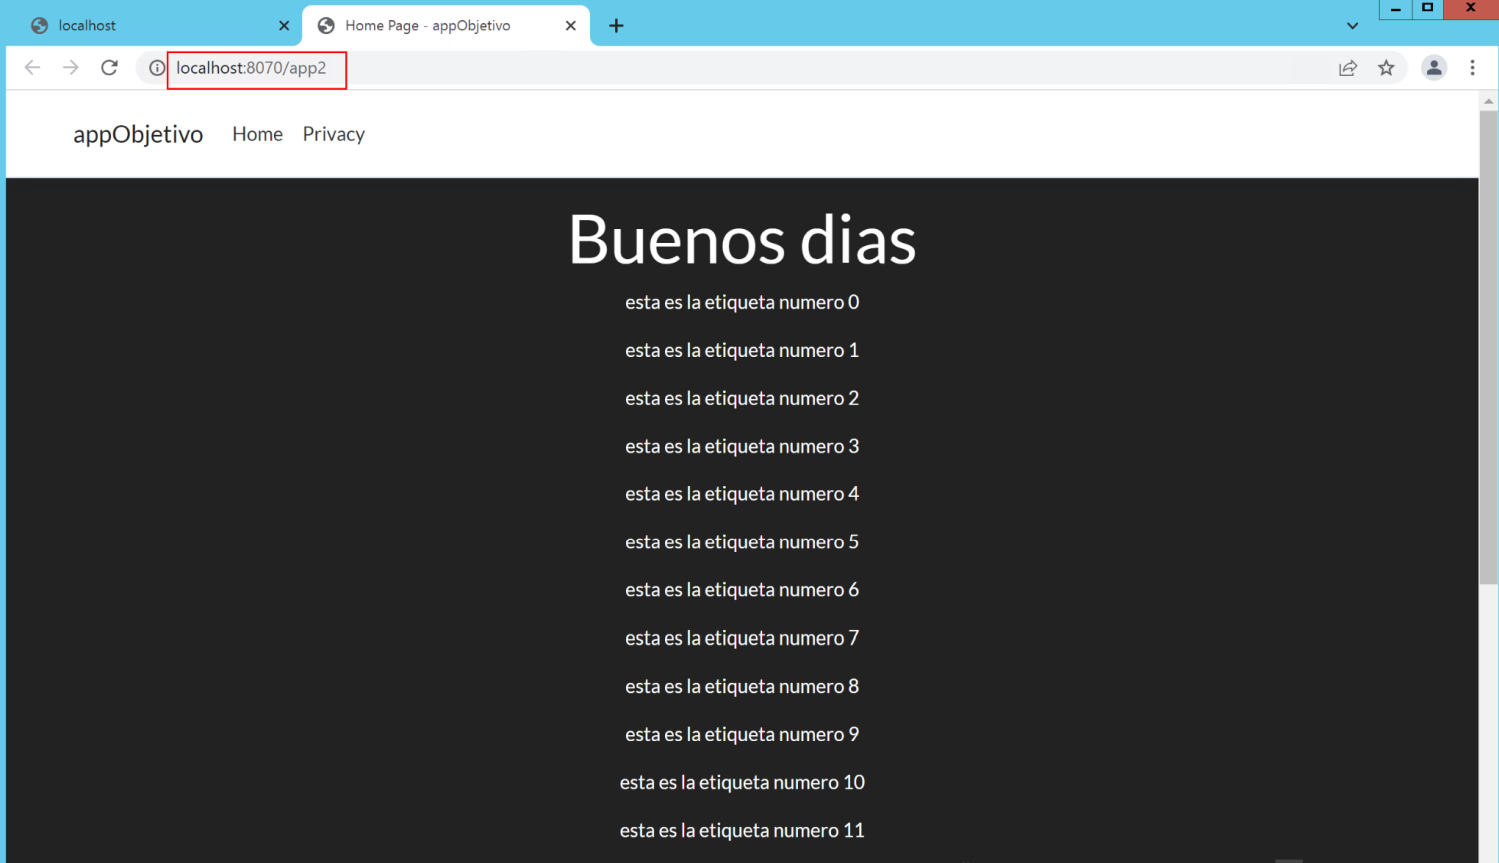 localhost
Home Page - appObjetivo
localhost:8070/app2
appObjetivo Home Privacy
Buenos dias
esta es la etiqueta numero 0
esta es la etiqueta numero 1
esta es la etiqueta numero 2
esta es la etiqueta numero 3
esta es la etiqueta numero 4
esta es la etiqueta numero 5
esta es la etiqueta numero 6
esta es la etiqueta numero 7
esta es la etiqueta numero 8
esta es la etiqueta numero 9
esta es la etiqueta numero 10
esta es la etiqueta numero 11